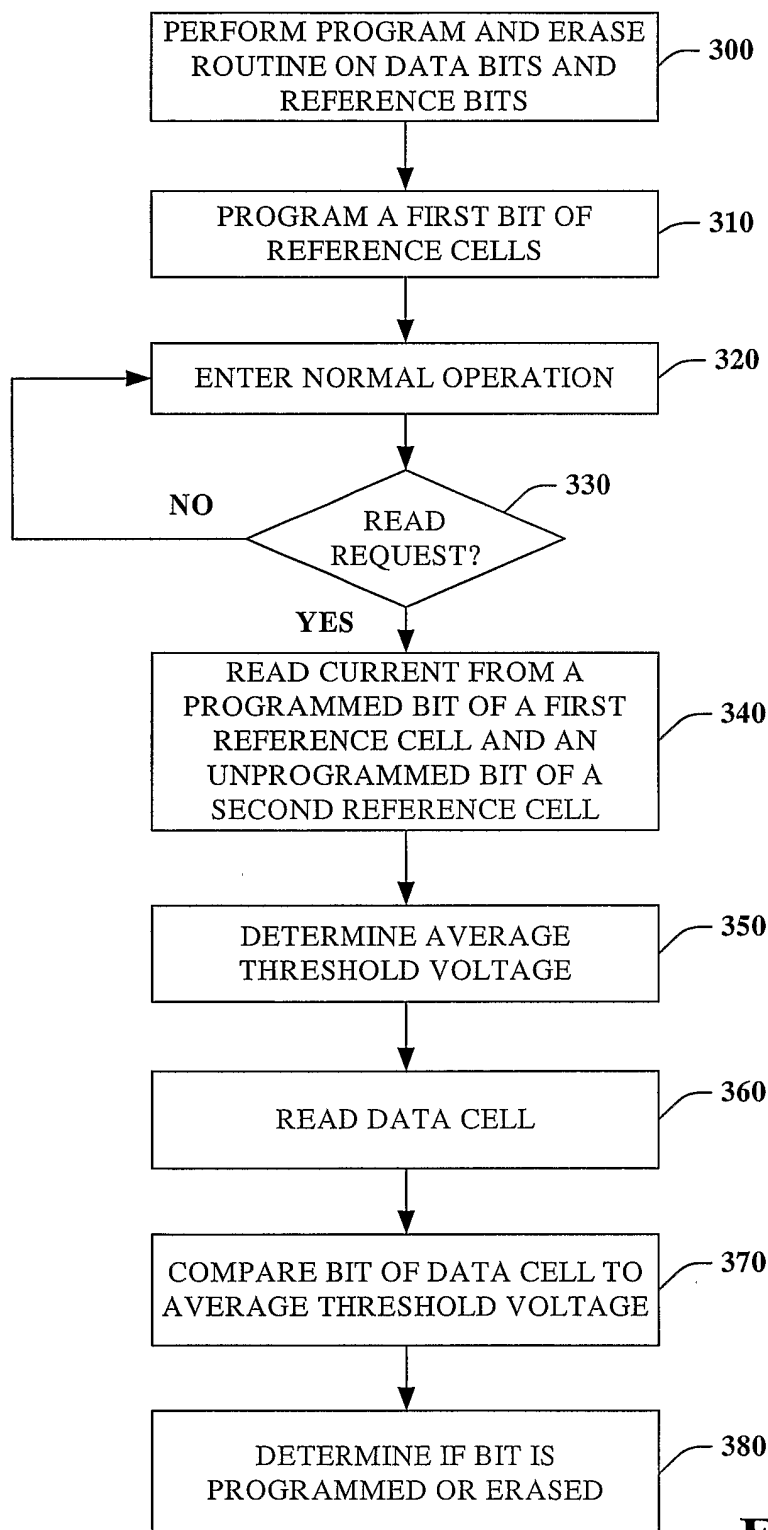 PERFORM PROGRAM AND ERASE
ROUTINE ON DATA BITS AND
REFERENCE BITS
300
PROGRAM A FIRST BIT OF
REFERENCE CELLS
310
ENTER NORMAL OPERATION
320
330
NO
READ
REQUEST?
YES
READ CURRENT FROM A
PROGRAMMED BIT OF A FIRST
REFERENCE CELL AND AN
UNPROGRAMMED BIT OF A
SECOND REFERENCE CELL
340
DETERMINE AVERAGE
THRESHOLD VOLTAGE
350
READ DATA CELL
360
COMPARE BIT OF DATA CELL TO
AVERAGE THRESHOLD VOLTAGE
370
DETERMINE IF BIT IS
PROGRAMMED OR ERASED
380